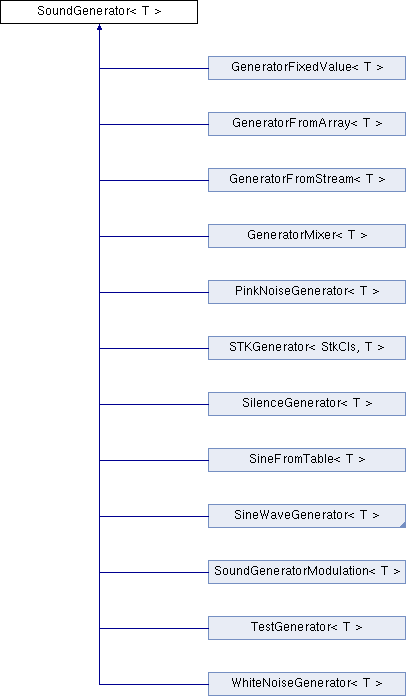 SoundGenerator< T >
GeneratorFixedValue< T >
GeneratorFromArray< T >
GeneratorFromStream< T >
GeneratorMixer< T >
PinkNoiseGenerator< T >
STKGenerator< StkCls, T >
SilenceGenerator< T >
SineFromTable< T >
SineWaveGenerator< T >
SoundGeneratorModulation< T >
TestGenerator< T >
WhiteNoiseGenerator< T >